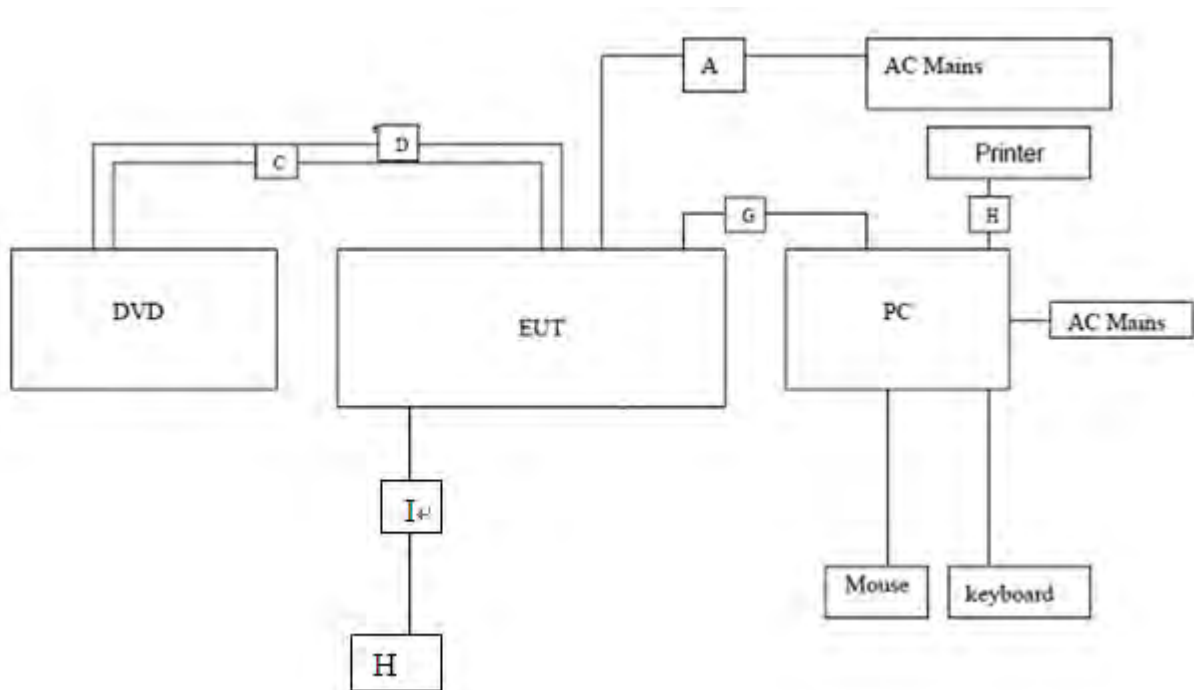 A
AC Mains
Printer
D
C
G
H
DVD
EUT
PC
AC Mains
I↵
Mouse
keyboard
H